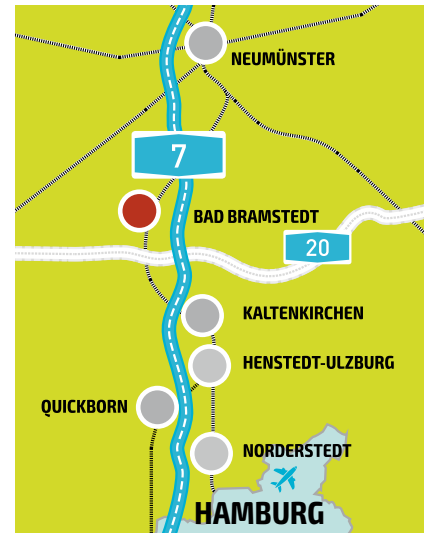 NEUMÜNSTER
7
BAD BRAMSTEDT
20
KALTENKIRCHEN
HENSTEDT-ULZBURG
QUICKBORN
NORDERSTEDT
HAMBURG